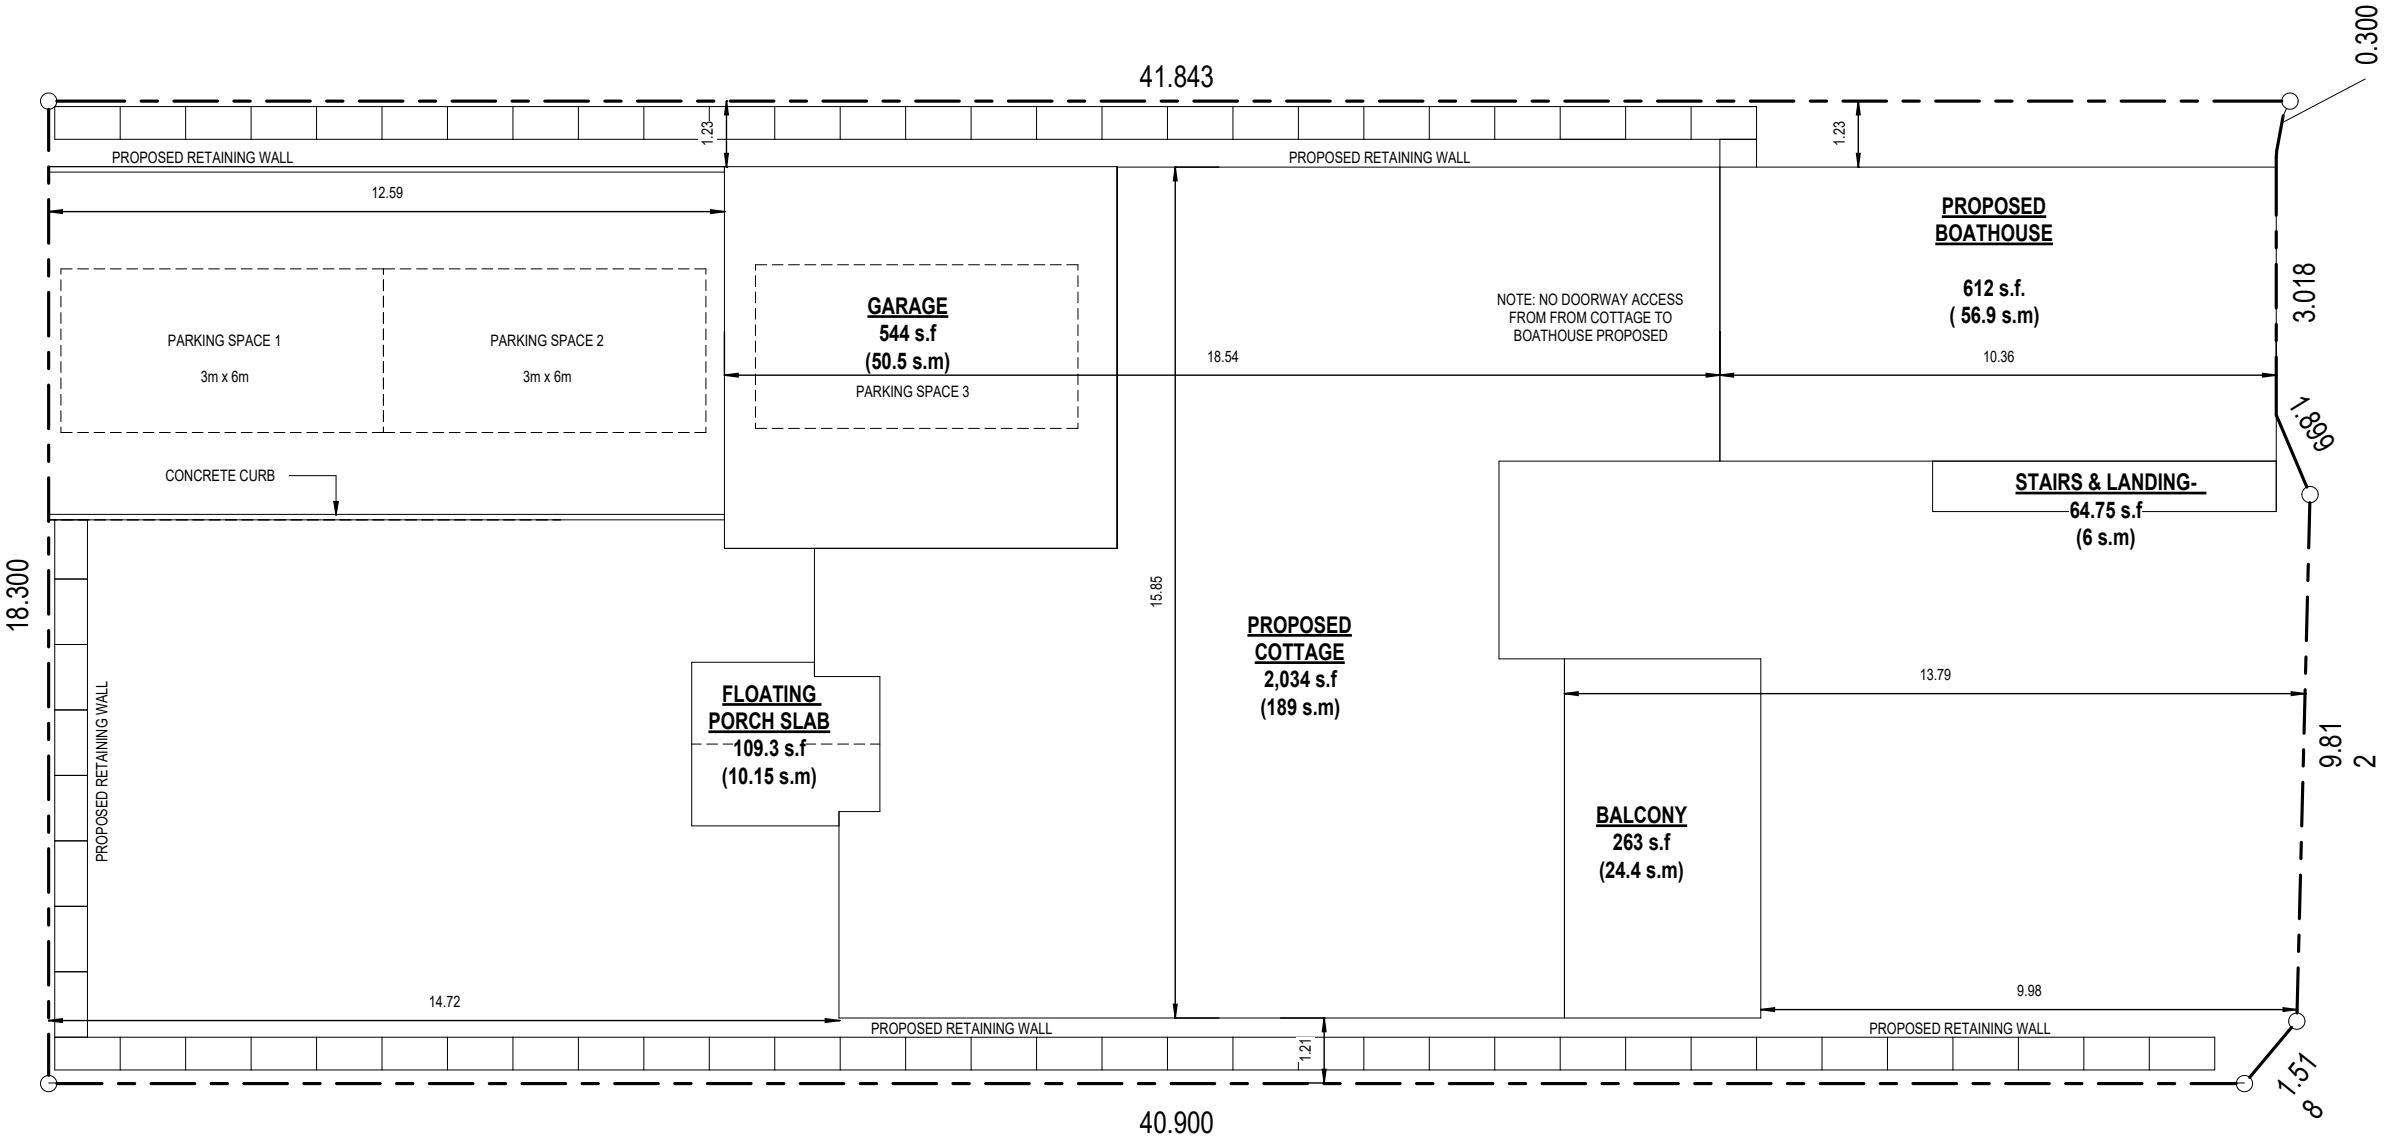 0.300
41.843
1.23
1.23
PROPOSED RETAINING WALL
PROPOSED RETAINING WALL
12.59
PROPOSED
BOATHOUSE
612 s.f.
( 56.9 s.m)
3.018
GARAGE
544 s.f
(50.5 s.m)
PARKING SPACE 3
NOTE: NO DOORWAY ACCESS
FROM FROM COTTAGE TO
BOATHOUSE PROPOSED
PARKING SPACE 1
3m x 6m
PARKING SPACE 2
3m x 6m
18.54
10.36
1.899
CONCRETE CURB
STAIRS & LANDING-
64.75 s.f
(6 s.m)
18.300
15.85
PROPOSED
COTTAGE
2,034 s.f
(189 s.m)
13.79
FLOATING
PORCH SLAB
109.3 s.f
(10.15 s.m)
PROPOSED RETAINING WALL
9.81
2
BALCONY
263 s.f
(24.4 s.m)
14.72
9.98
PROPOSED RETAINING WALL
PROPOSED RETAINING WALL
1.21
1.51
8
40.900